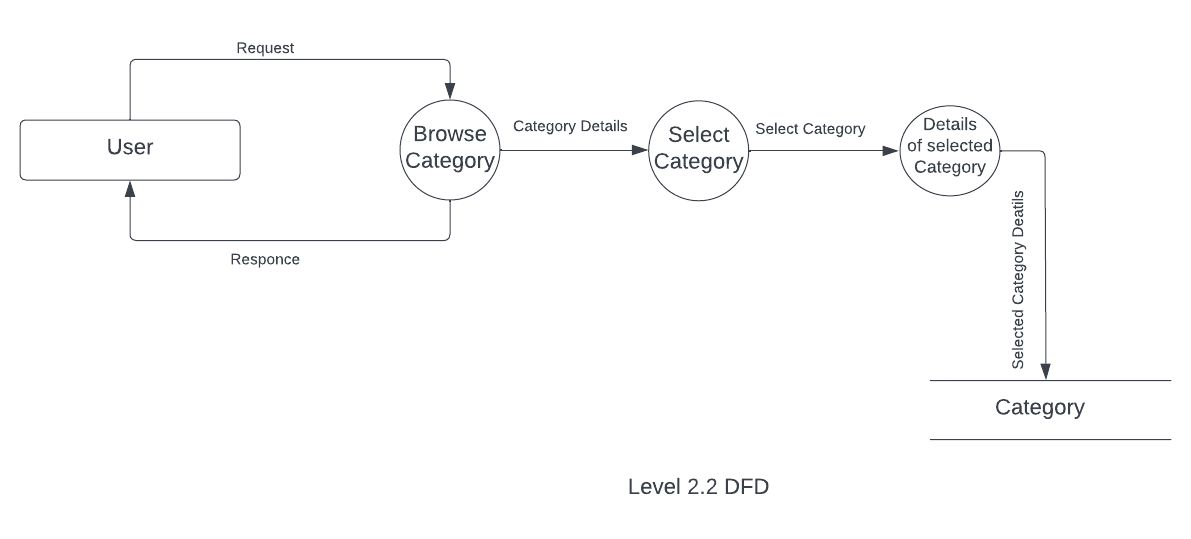 Request
User
Browse
Category
Category Details
Select
Category
Select Category
Details
of selected
Category
Responce
Selected Category Deatils
Category
Level 2.2 DFD